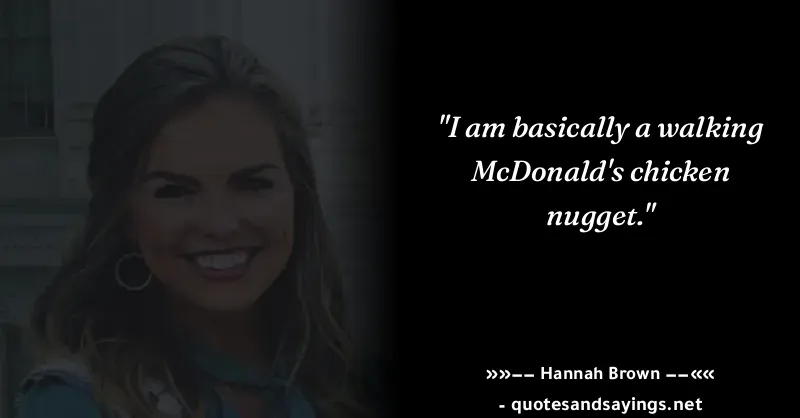 "I am basically a walking
McDonald's chicken
nugget."
»»−− Hannah Brown −−««
- quotesandsayings.net